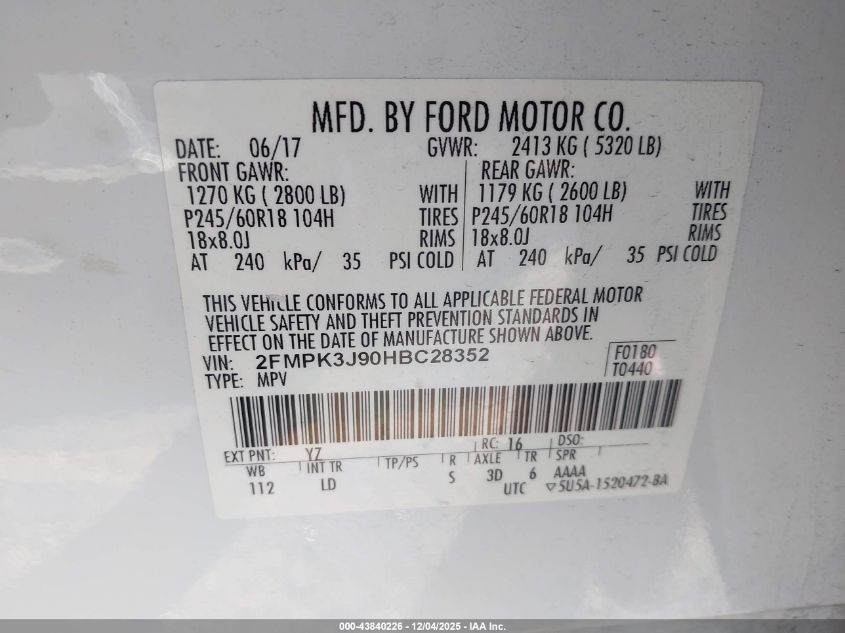 MFD. BY FORD MOTOR CO.
DATE: 06/17 GVWR: 2413 KG ( 5320 LB)
FRONT GAWR: REAR GAWR:
1270 KG ( 2800 LB) WITH 1179 KG ( 2600 LB) WITH
P245/60R18 104H TIRES P245/60R18 104H TIRES
18x8.0J RIMS 18x8.0J RIMS
AT 240 kPa/ 35 PSI COLD AT 240 kPa/ 35 PSI COLD
THIS VEHICLE CONFORMS TO ALL APPLICABLE FEDERAL MOTOR
VEHICLE SAFETY AND THEFT PREVENTION STANDARDS IN
EFFECT ON THE DATE OF MANUFACTURE SHOWN ABOVE.
VIN: 2FMPK3J90HBC28352 F0180
TYPE: MPV T0440
EXT PNT: YZ RC: 16 DSO:
WB INT TR TP/PS R AXLE TR SPR
112 LD S 3D 6 AAAA
UTC ▽5U5A-1520472-BA
000-43840226 - 12/04/2025 - IAA Inc.